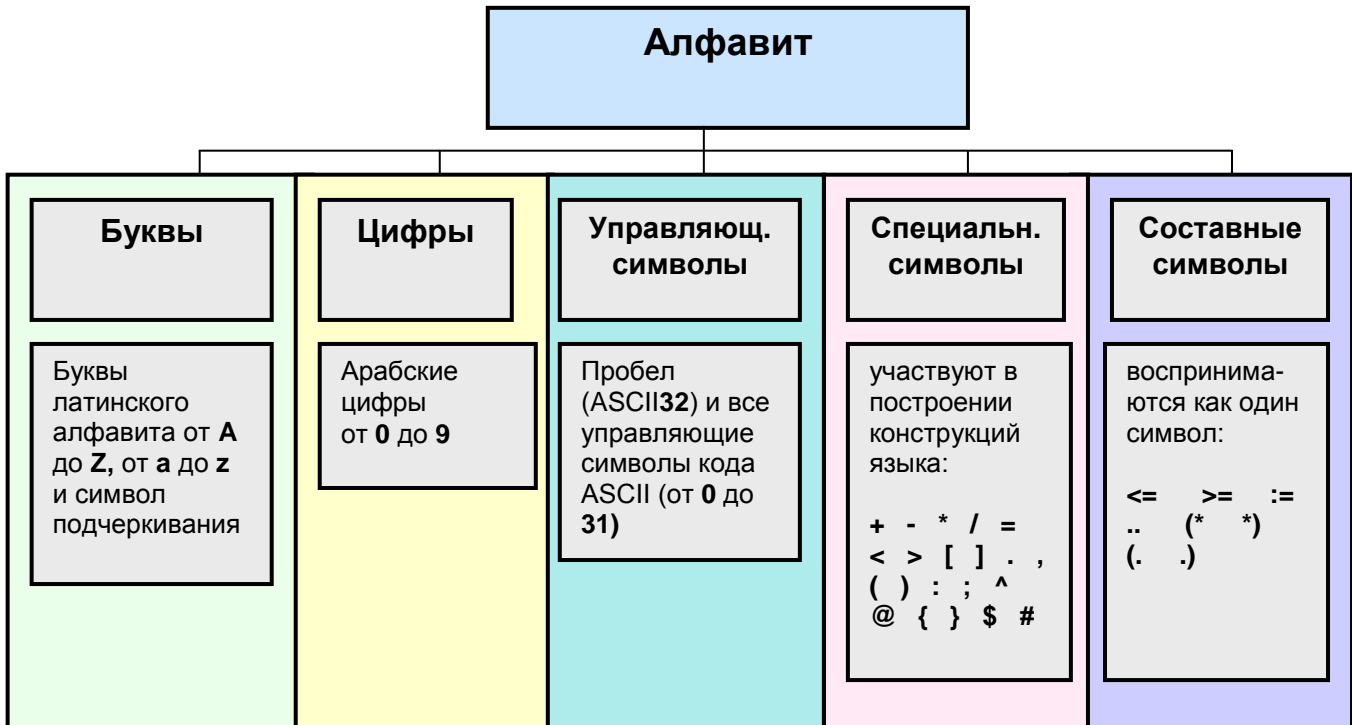 Алфавит
Буквы
Буквы
латинского
алфавита от A
до Z, от a до z
и символ
подчеркивания
Цифры
Арабские
цифры
от 0 до 9
Управляющ.
символы
Пробел
(ASCII32) и все
управляющие
символы кода
ASCII (от 0 до
31)
Специальн.
символы
участвуют в
построении
конструкций
языка:
+ - * / =
< > [ ] . ,
( ) : ; ^
@ { } $ #
Составные
символы
воспринима-
ются как один
символ:
<= >= :=
.. (* *)
(. .)